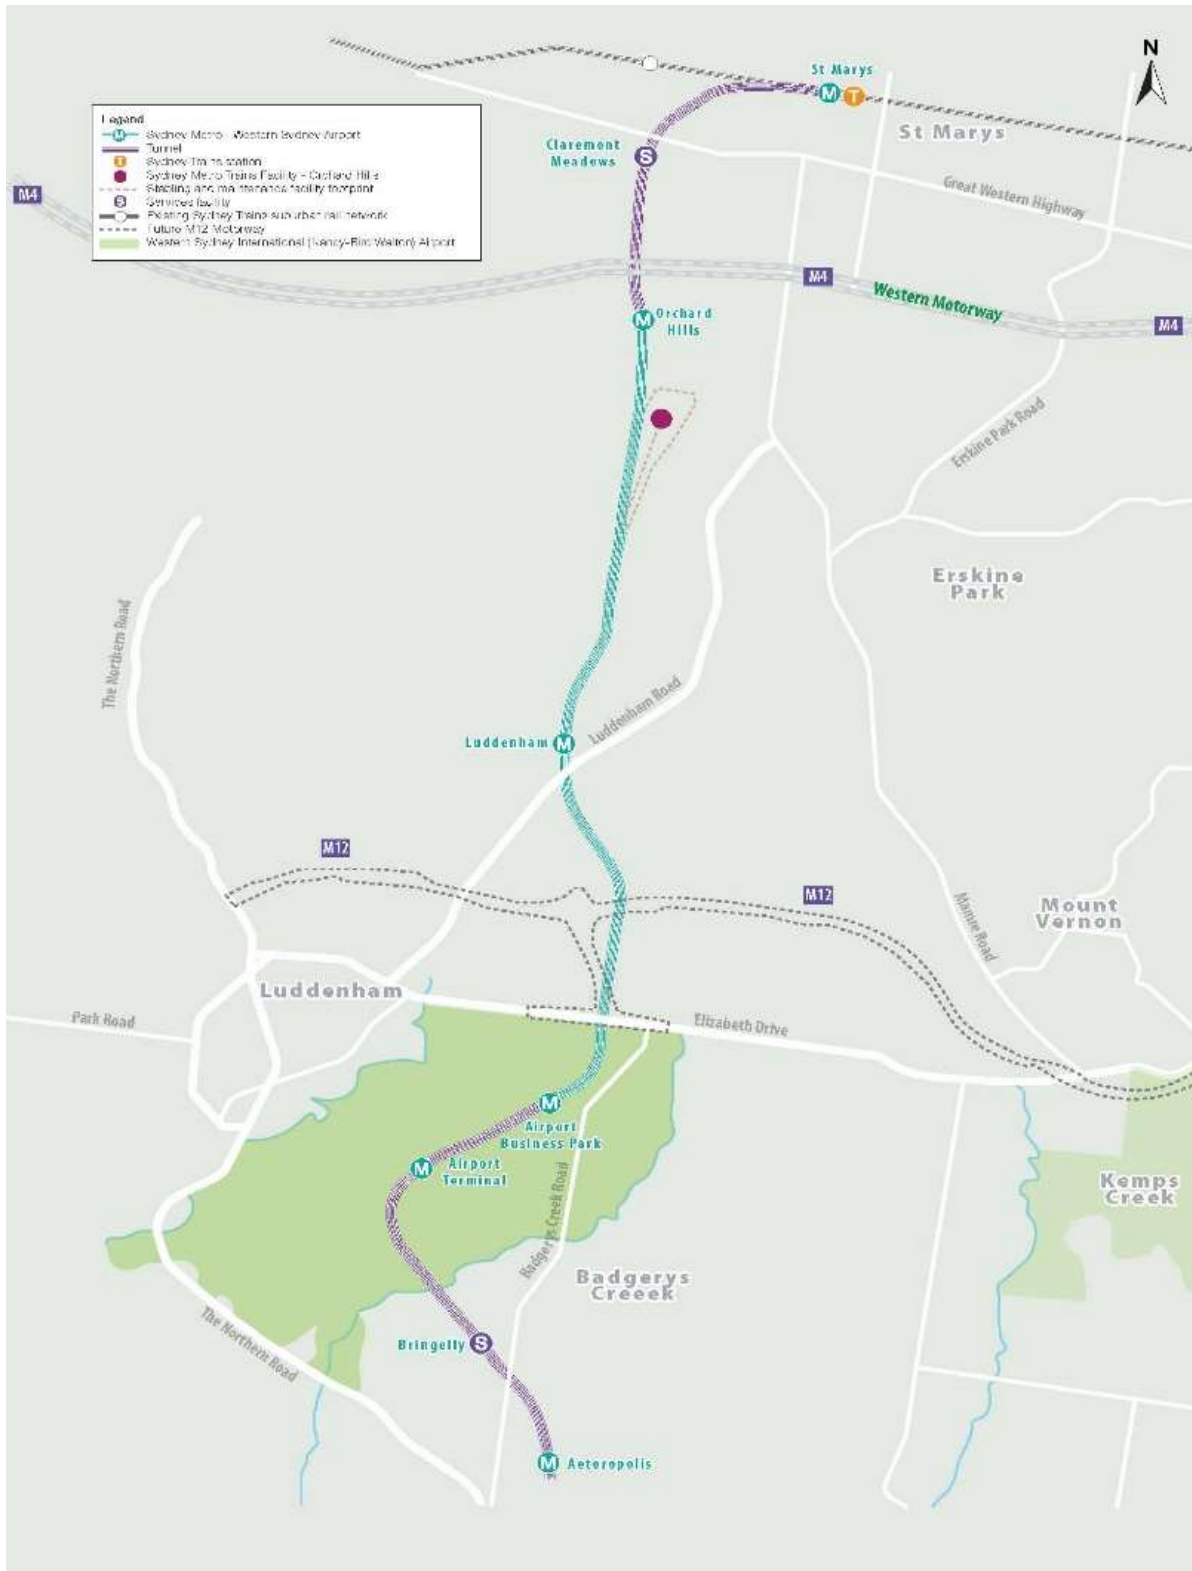 N
St Marys
M
T
St Marys
Legend
M
Sydney Metro - Western Sydney Airport
Tunnel
T
Sydney Trains station
Sydney Metro Trains Facility - Orchard Hills
Stabling and maintenance facility footprint
S
Services facility
Existing Sydney Trains suburban rail network
Future M12 Motorway
Western Sydney International (Nancy-Bird Walton) Airport
Claremont
Meadows
S
M4
Great Western Highway
M4
Western Motorway
M4
M
Orchard
Hills
Erskine Park Road
Erskine
Park
The Northern Road
Luddenham Road
Luddenham
M
M12
M12
Mamre Road
Mount
Vernon
Luddenham
Park Road
Elizabeth Drive
M
Airport
Business Park
M
Airport
Terminal
Badgerys Creek Road
Kemps
Creek
Badgerys
Creeek
The Northern Road
Bringelly
S
M
Aetoropolis